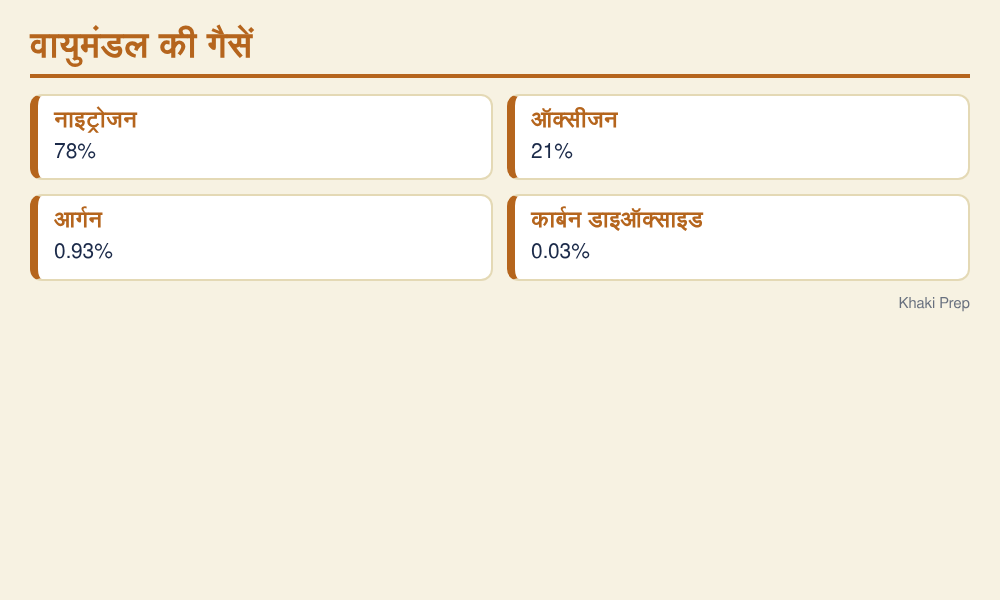 वायुमंडल की गैसें
नाइट्रोजन
78%
ऑक्सीजन
21%
आर्गन
0.93%
कार्बन डाइऑक्साइड
0.03%
Khaki Prep